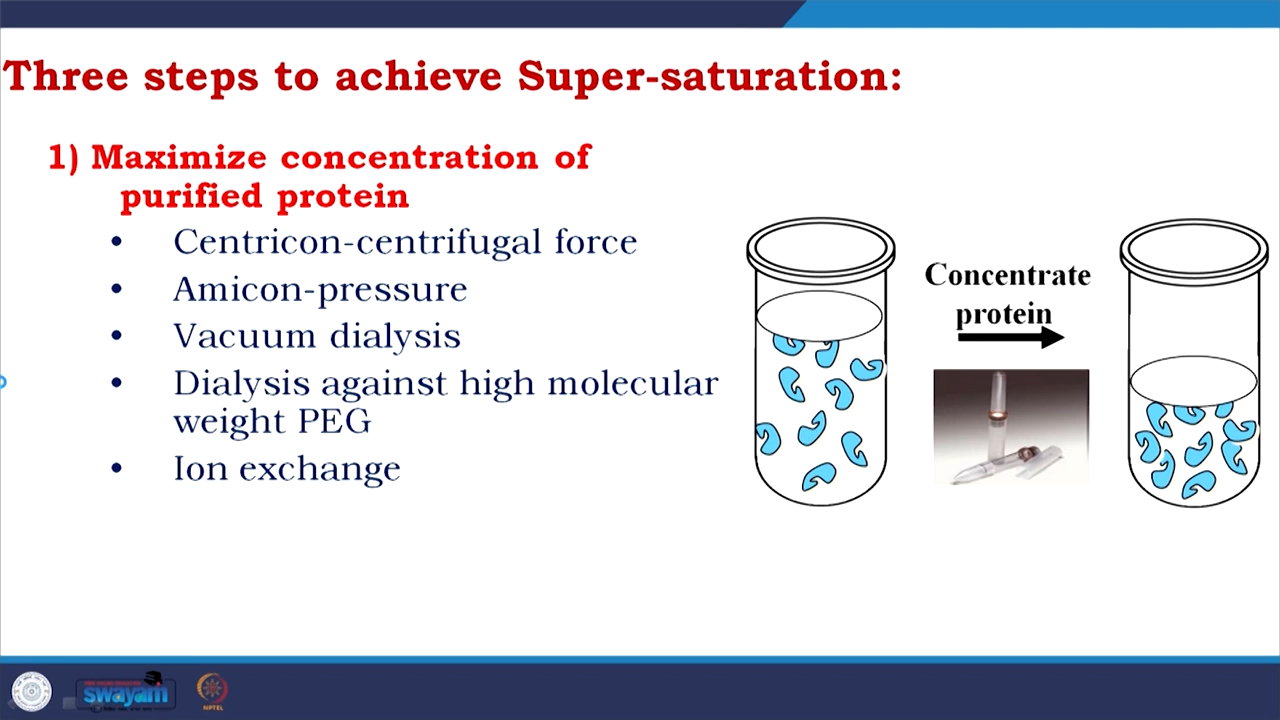 Three steps to achieve Super-saturation:
1) Maximize concentration of
purified protein
• Centricon-centrifugal force
• Amicon-pressure
• Vacuum dialysis
• Dialysis against high molecular
weight PEG
• Ion exchange
Concentrate
protein
swayam
NPTEL